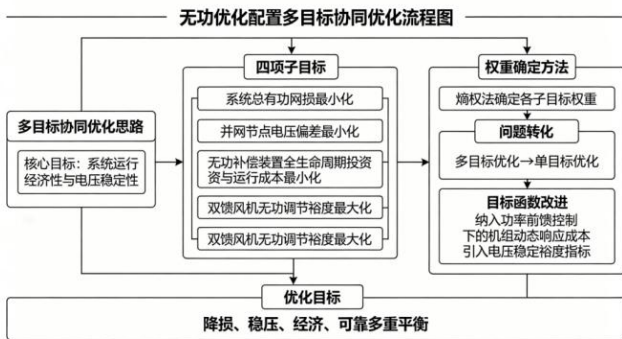 无功优化配置多目标协同优化流程图
多目标协同优化思路
核心目标：系统运行
经济性与电压稳定性
四项子目标
系统总有功网损最小化
并网节点电压偏差最小化
无功补偿装置全生命周期投资
资与运行成本最小化
双馈风机无功调节裕度最大化
双馈风机无功调节裕度最大化
权重确定方法
熵权法确定各子目标权重
问题转化
多目标优化→单目标优化
目标函数改进
纳入功率前馈控制
下的机组动态响应成本
引入电压稳定裕度指标
优化目标
降损、稳压、经济、可靠多重平衡